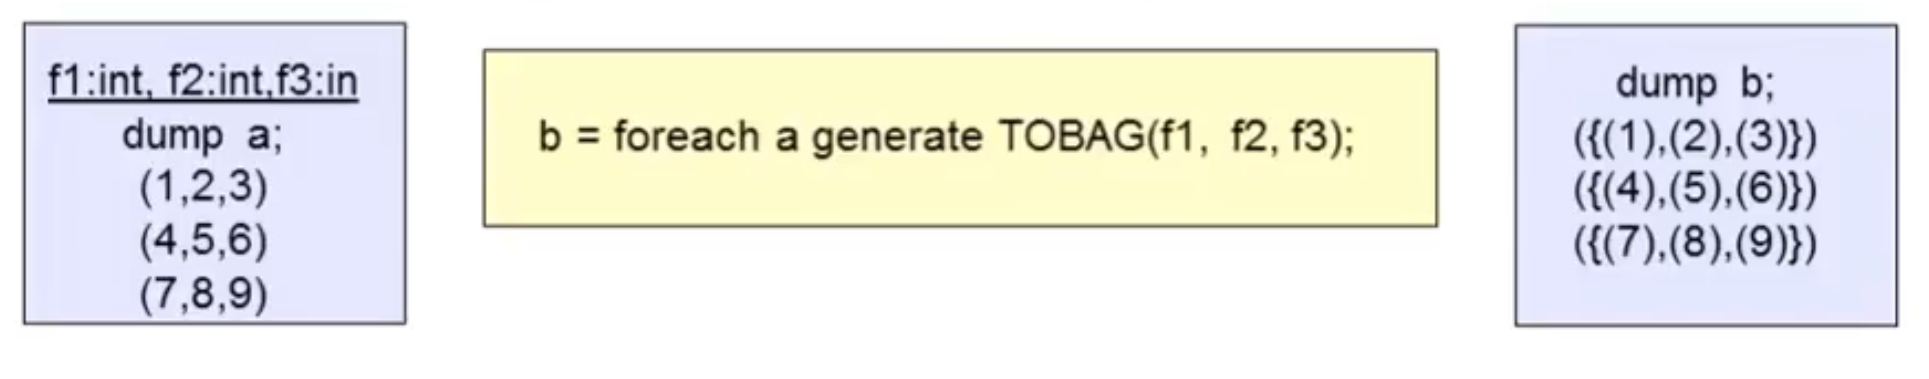 f1:int, f2:int,f3:in
dump a;
(1,2,3)
(4,5,6)
(7,8,9)
b = foreach a generate TOBAG(f1, f2, f3);
dump b;
({(1),(2),(3)})
({(4),(5),(6)})
({(7),(8),(9)})